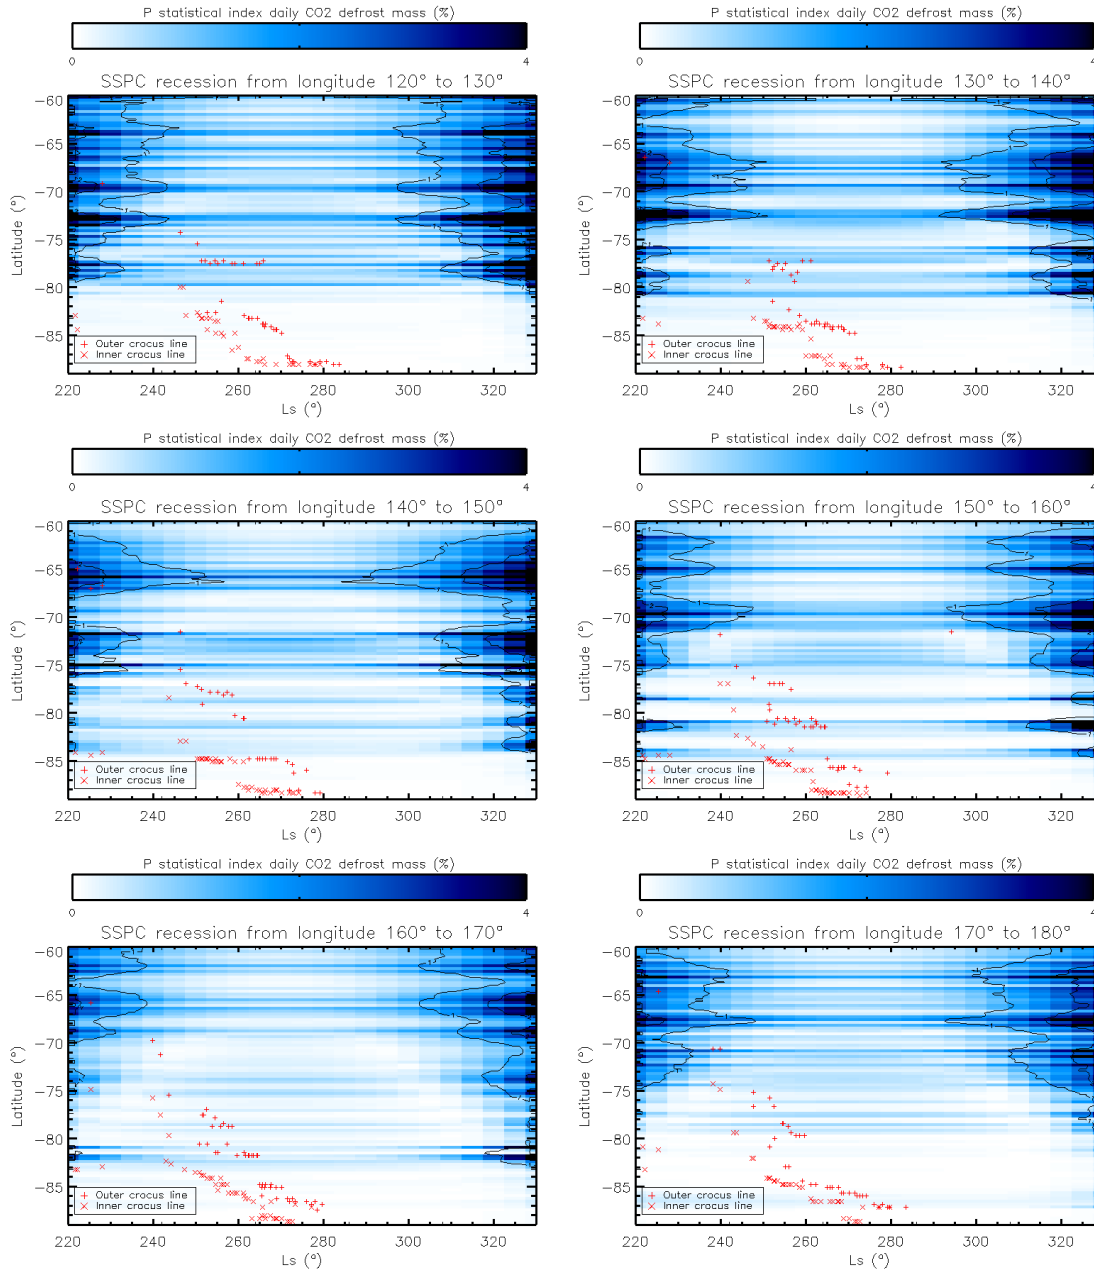 P statistical index daily CO2 defrost mass (%)
0 4
SSPC recession from longitude 120° to 130°
-60
-65
-70
-75
-80
-85
Latitude (°)
+ Outer crocus line
× Inner crocus line
220 240 260 280 300 320
Ls (°)
P statistical index daily CO2 defrost mass (%)
0 4
SSPC recession from longitude 130° to 140°
-60
-65
-70
-75
-80
-85
Latitude (°)
+ Outer crocus line
× Inner crocus line
220 240 260 280 300 320
Ls (°)
P statistical index daily CO2 defrost mass (%)
0 4
SSPC recession from longitude 140° to 150°
-60
-65
-70
-75
-80
-85
Latitude (°)
+ Outer crocus line
× Inner crocus line
220 240 260 280 300 320
Ls (°)
P statistical index daily CO2 defrost mass (%)
0 4
SSPC recession from longitude 150° to 160°
-60
-65
-70
-75
-80
-85
Latitude (°)
+ Outer crocus line
× Inner crocus line
220 240 260 280 300 320
Ls (°)
P statistical index daily CO2 defrost mass (%)
0 4
SSPC recession from longitude 160° to 170°
-60
-65
-70
-75
-80
-85
Latitude (°)
+ Outer crocus line
× Inner crocus line
220 240 260 280 300 320
Ls (°)
P statistical index daily CO2 defrost mass (%)
0 4
SSPC recession from longitude 170° to 180°
-60
-65
-70
-75
-80
-85
Latitude (°)
+ Outer crocus line
× Inner crocus line
220 240 260 280 300 320
Ls (°)